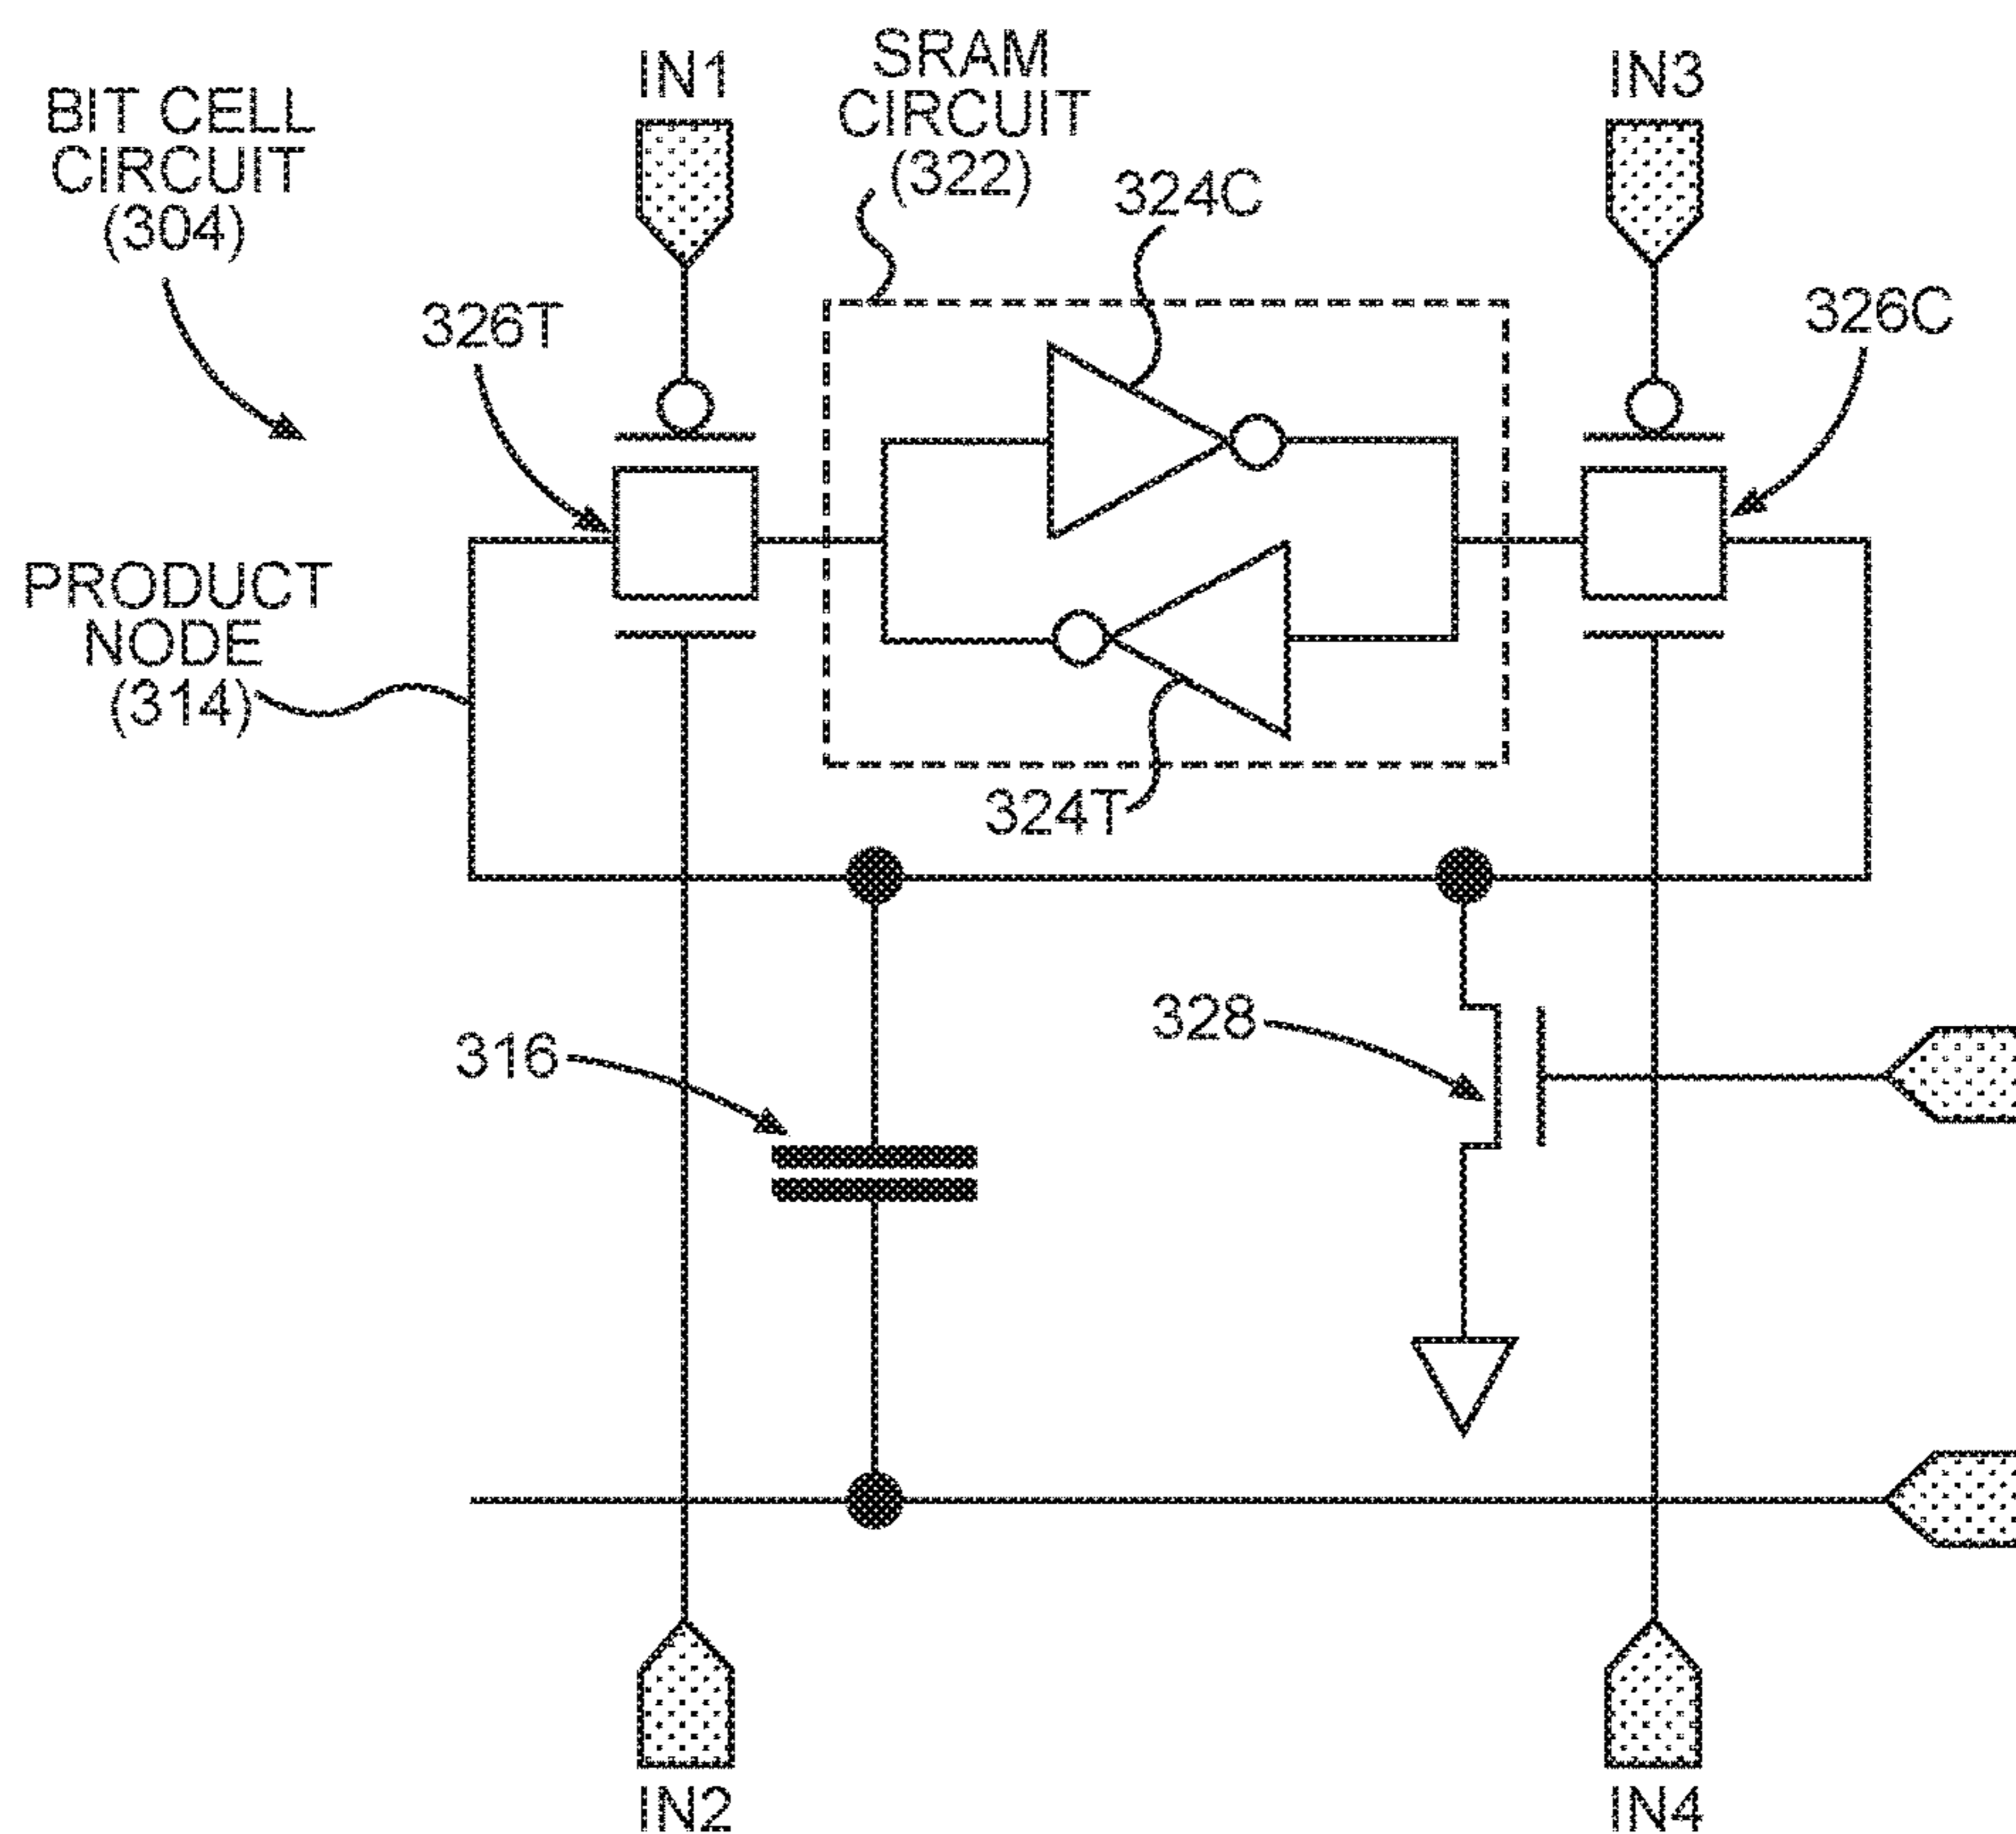 BIT CELL
CIRCUIT
(304)
IN1
SRAM
CIRCUIT
(322)
324C
IN3
326T
326C
PRODUCT
NODE
(314)
324T
316
328
IN2
IN4